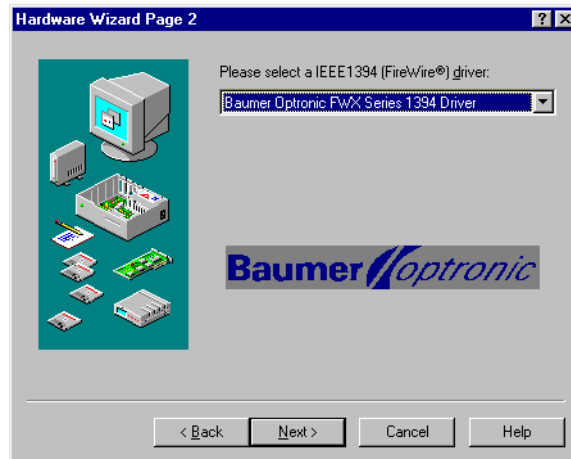 Hardware Wizard Page 2
Please select a IEEE1394 (FireWire®) driver:
Baumer Optronic FWX Series 1394 Driver
Baumer optronic
< Back Next > Cancel Help